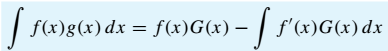 ∫ f(x)g(x) dx = f(x)G(x) − ∫ f′(x)G(x) dx